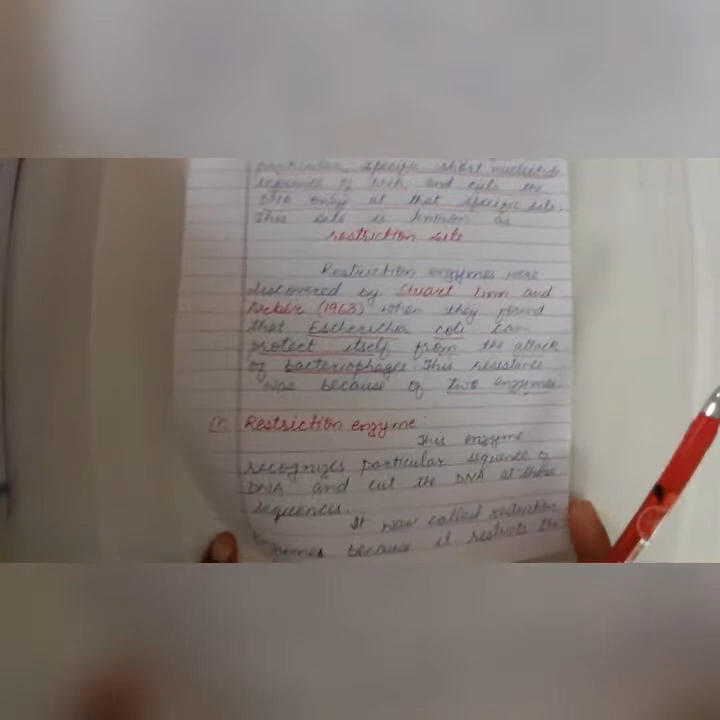 particular specific short nucleotide
sequence of DNA and cuts the
DNA only at that specific site.
This site is known as
restriction site
Restriction enzymes were
discovered by Stuart Linn and
Arber (1963) when they found
that Escherichia coli can
protect itself from the attack
of bacteriophages. This resistance
was because of two enzymes
Restriction enzyme:
This enzyme
recognizes particular sequence of
DNA and cut the DNA at those
sequences.
It was called restriction
because it restricts the